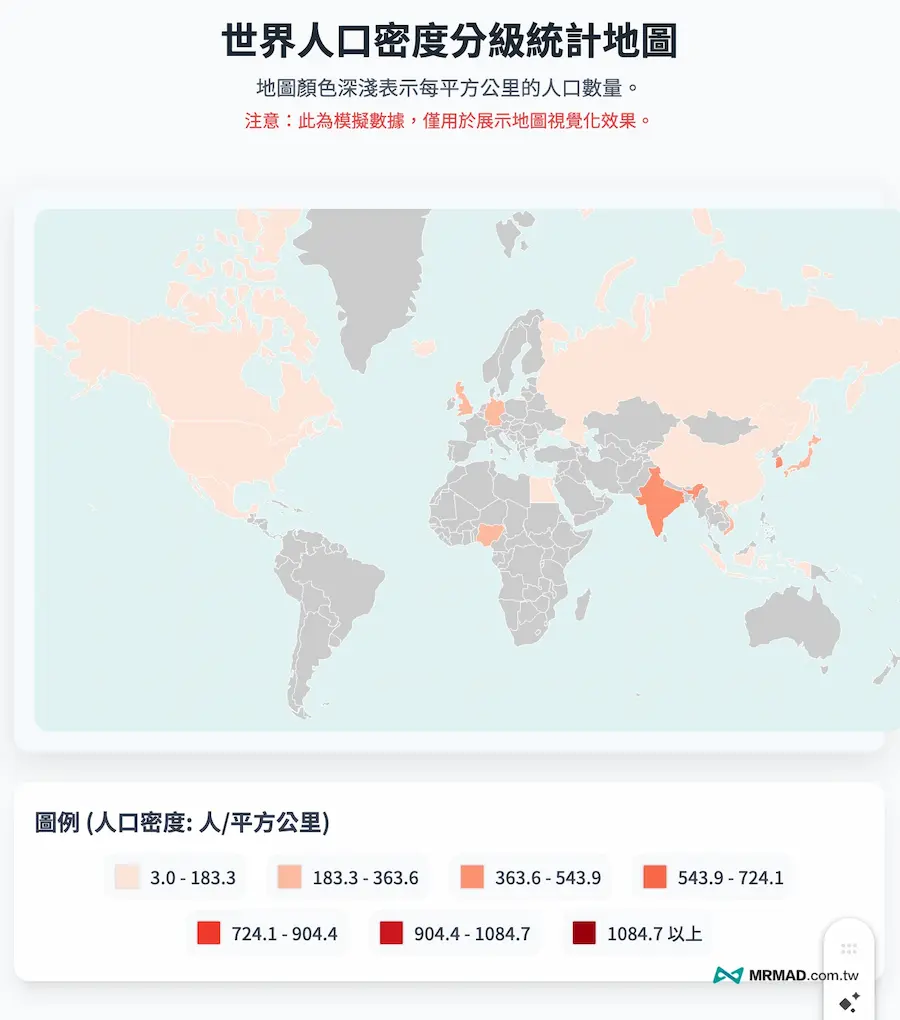 世界人口密度分級統計地圖
地圖顏色深淺表示每平方公里的人口數量。
注意：此為模擬數據，僅用於展示地圖視覺化效果。
圖例 (人口密度: 人/平方公里)
3.0 - 183.3
183.3 - 363.6
363.6 - 543.9
543.9 - 724.1
724.1 - 904.4
904.4 - 1084.7
1084.7 以上
MRMAD.com.tw